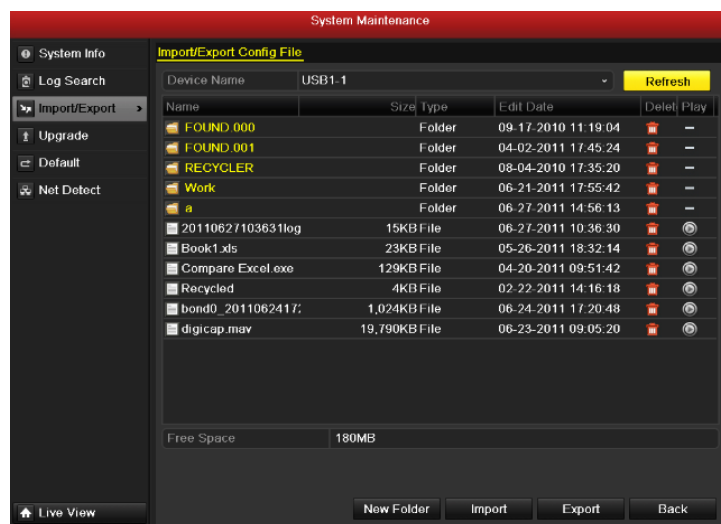 System Maintenance
System Info
Log Search
Import/Export >
Upgrade
Default
Net Detect
Live View
Import/Export Config File
Device Name USB1-1 Refresh
Name Size Type Edit Date Delet Play
FOUND.000 Folder 09-17-2010 11:19:04 –
FOUND.001 Folder 04-02-2011 17:45:24 –
RECYCLER Folder 08-04-2010 17:35:20 –
Work Folder 06-21-2011 17:55:42 –
a Folder 06-27-2011 14:56:13 –
20110627103631log 15KB File 06-27-2011 10:36:30
Book1.xls 23KB File 05-26-2011 18:32:14
Compare Excel.exe 129KB File 04-20-2011 09:51:42
Recycled 4KB File 02-22-2011 14:16:18
bond0_2011062417: 1,024KB File 06-24-2011 17:20:48
digicap.mav 19,790KB File 06-23-2011 09:05:20
Free Space 180MB
New Folder Import Export Back